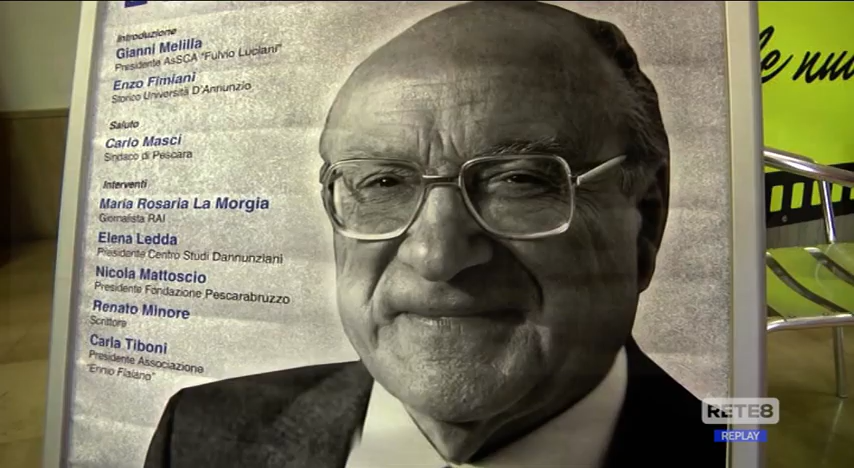 Introduzione
Gianni Melilla
Presidente AsSCA "Fulvio Luciani"
Enzo Fimiani
Storico Università D'Annunzio
Saluto
Carlo Masci
Sindaco di Pescara
Interventi
Maria Rosaria La Morgia
Giornalista RAI
Elena Ledda
Presidente Centro Studi Dannunziani
Nicola Mattoscio
Presidente Fondazione Pescarabruzzo
Renato Minore
Scrittore
Carla Tiboni
Presidente Associazione
"Ennio Flaiano"
le nuo
RETE8
REPLAY